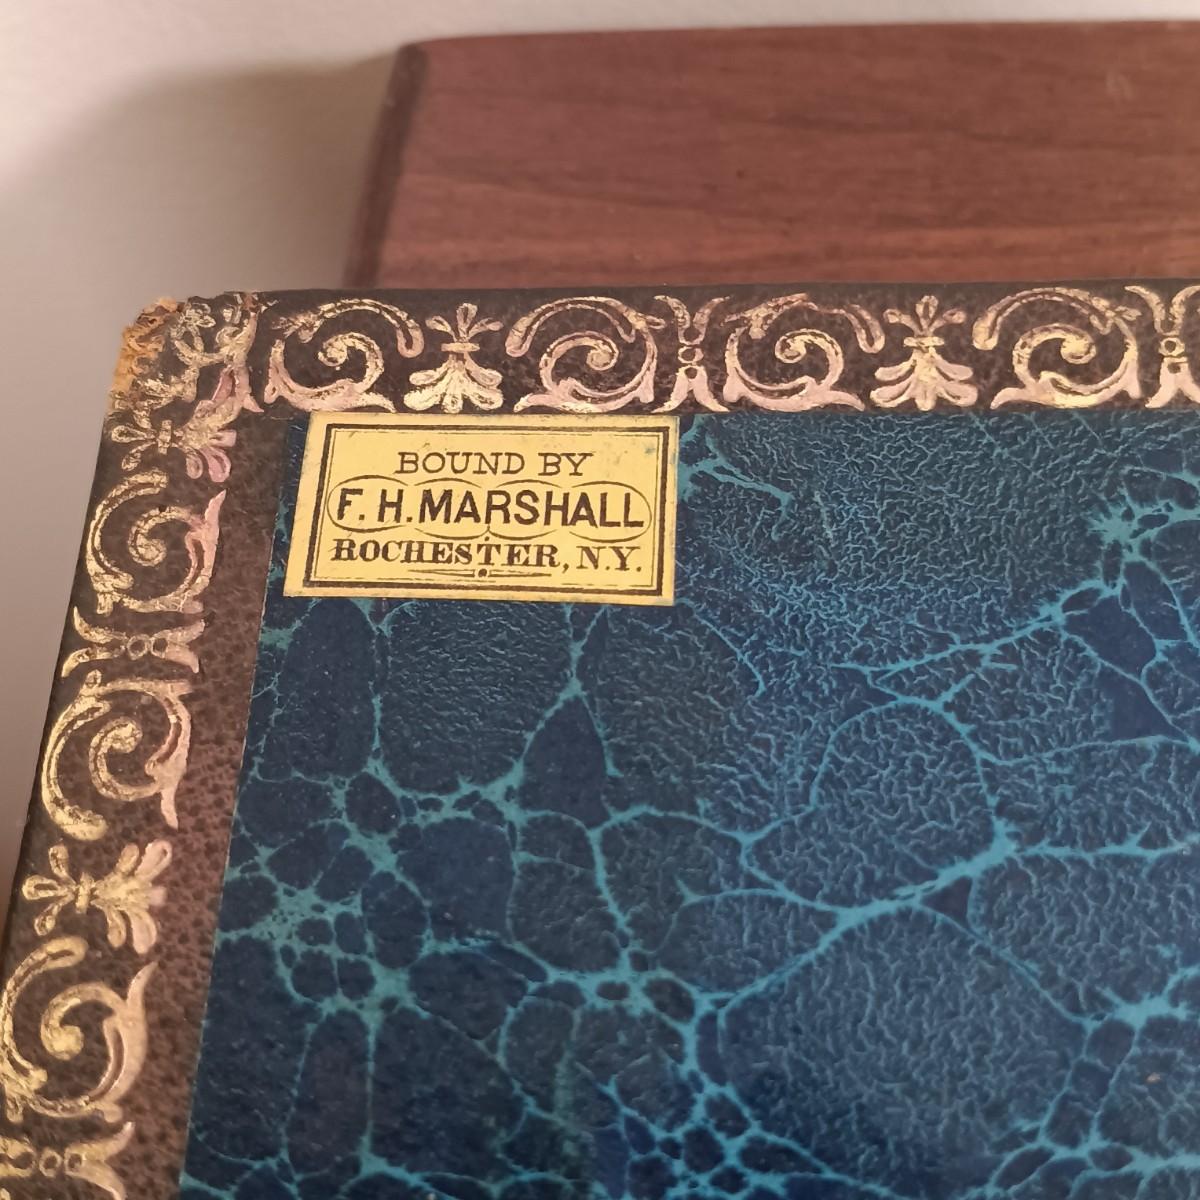 BOUND BY
F. H. MARSHALL
ROCHESTER, N.Y.